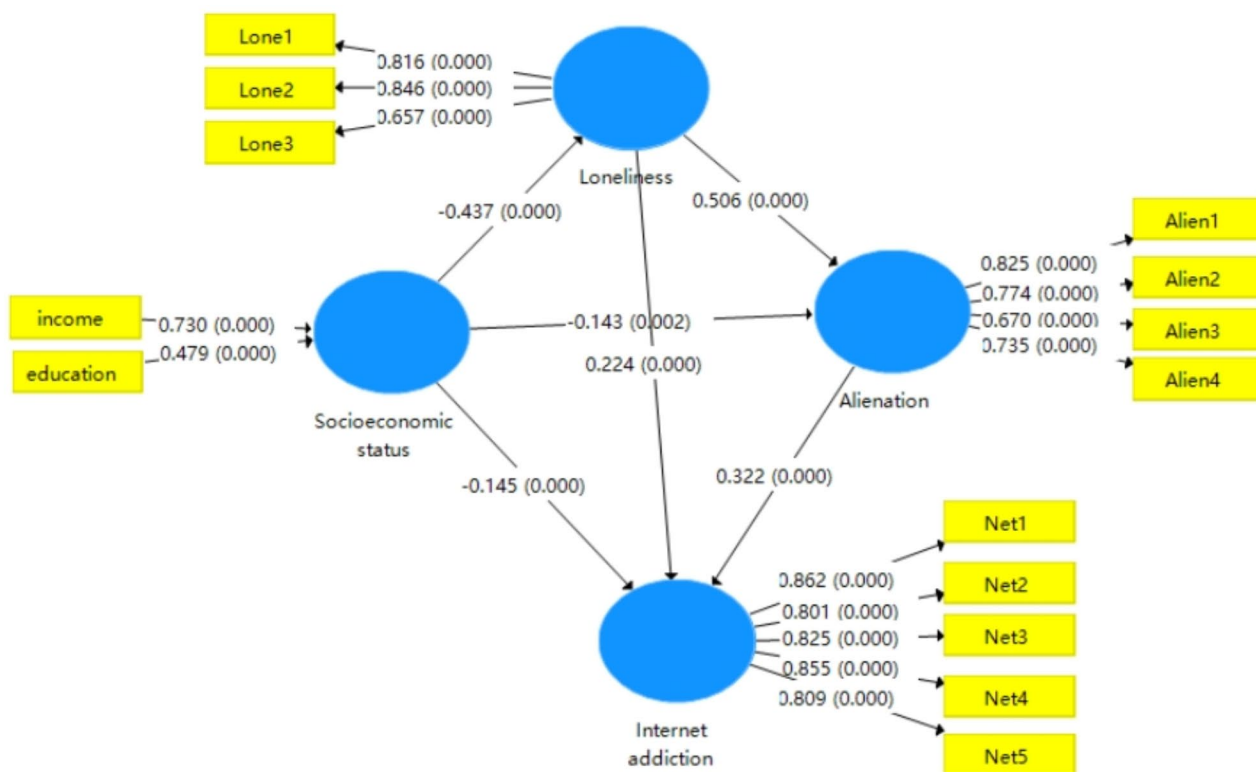 Lone1
0.816 (0.000)
Lone2
0.846 (0.000)
Lone3
0.657 (0.000)
Loneliness
-0.437 (0.000)
0.506 (0.000)
Alien1
0.825 (0.000)
Alien2
0.774 (0.000)
Alien3
0.670 (0.000)
Alien4
0.735 (0.000)
income
0.730 (0.000)
education
0.479 (0.000)
-0.143 (0.002)
0.224 (0.000)
Alienation
Socioeconomic
status
-0.145 (0.000)
0.322 (0.000)
Net1
0.862 (0.000)
Net2
0.801 (0.000)
Net3
0.825 (0.000)
Net4
0.855 (0.000)
Net5
0.809 (0.000)
Internet
addiction